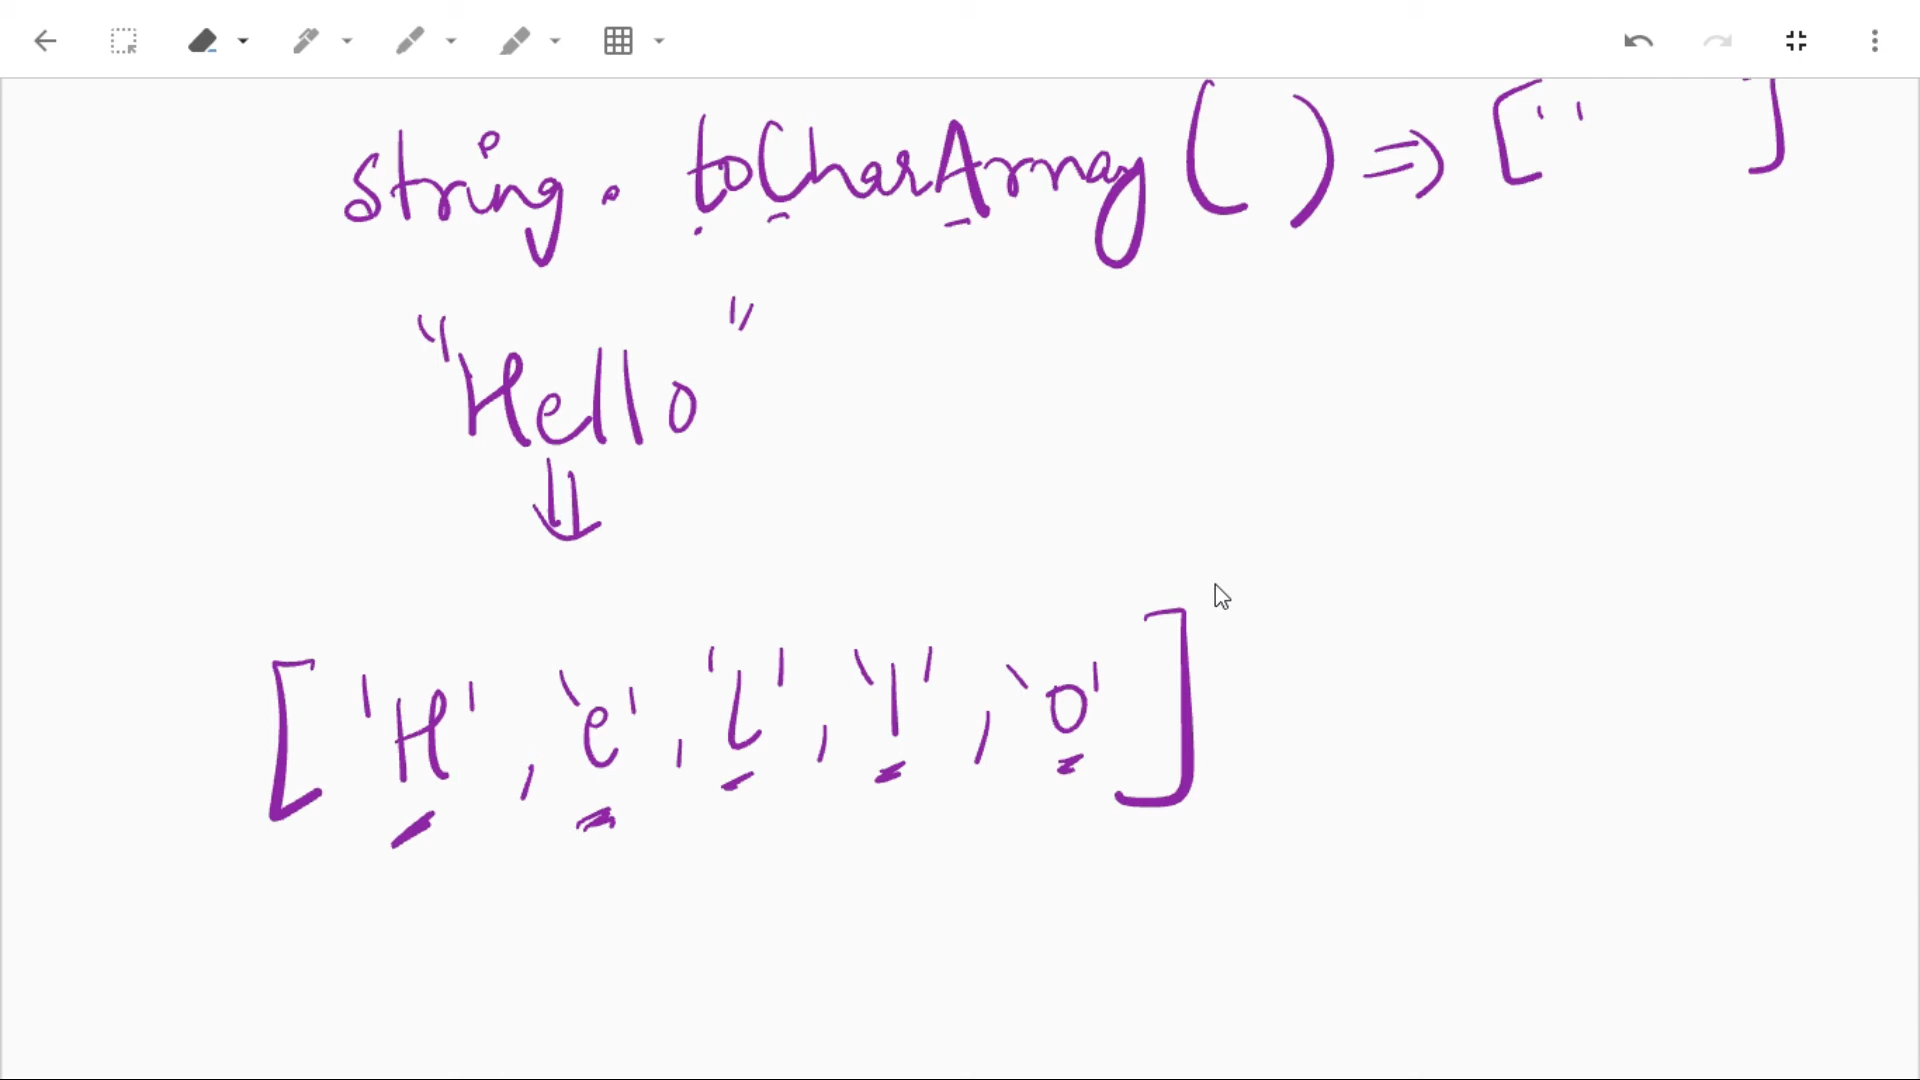 string. toCharArray() => [' ' ]
"Hello"
['H', 'e', 'l', 'l', 'o']